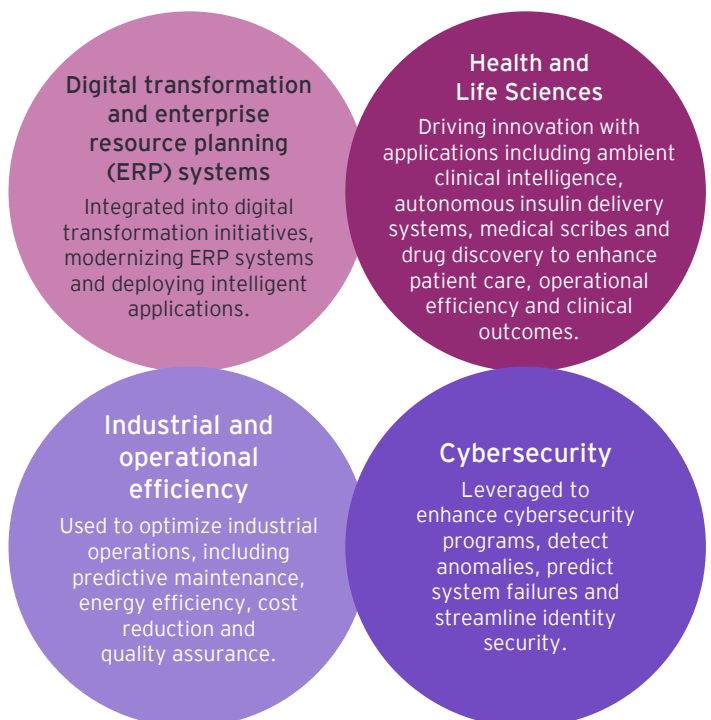 Digital transformation
and enterprise
resource planning
(ERP) systems
Integrated into digital
transformation initiatives,
modernizing ERP systems
and deploying intelligent
applications.
Health and
Life Sciences
Driving innovation with
applications including ambient
clinical intelligence,
autonomous insulin delivery
systems, medical scribes and
drug discovery to enhance
patient care, operational
efficiency and clinical
outcomes.
Industrial and
operational
efficiency
Used to optimize industrial
operations, including
predictive maintenance,
energy efficiency, cost
reduction and
quality assurance.
Cybersecurity
Leveraged to
enhance cybersecurity
programs, detect
anomalies, predict
system failures and
streamline identity
security.